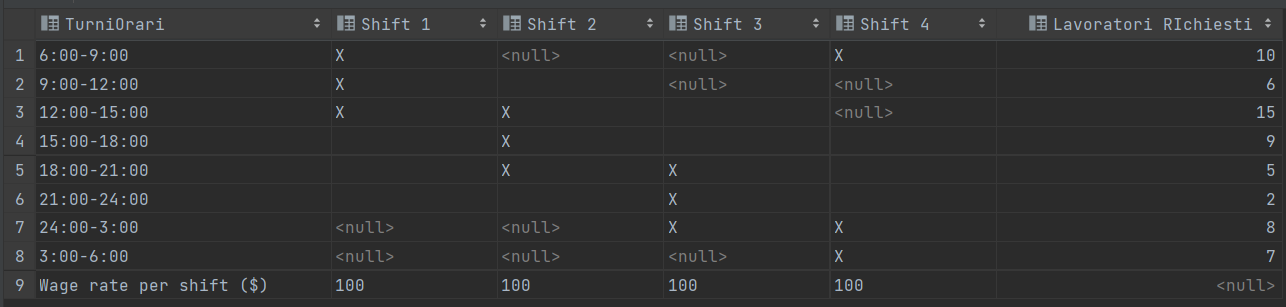 TurniOrari Shift 1 Shift 2 Shift 3 Shift 4 Lavoratori RIchiesti
1 6:00-9:00 X <null> <null> X 10
2 9:00-12:00 X <null> <null> 6
3 12:00-15:00 X X <null> 15
4 15:00-18:00 X 9
5 18:00-21:00 X X 5
6 21:00-24:00 X 2
7 24:00-3:00 <null> <null> X X 8
8 3:00-6:00 <null> <null> <null> X 7
9 Wage rate per shift ($) 100 100 100 100 <null>